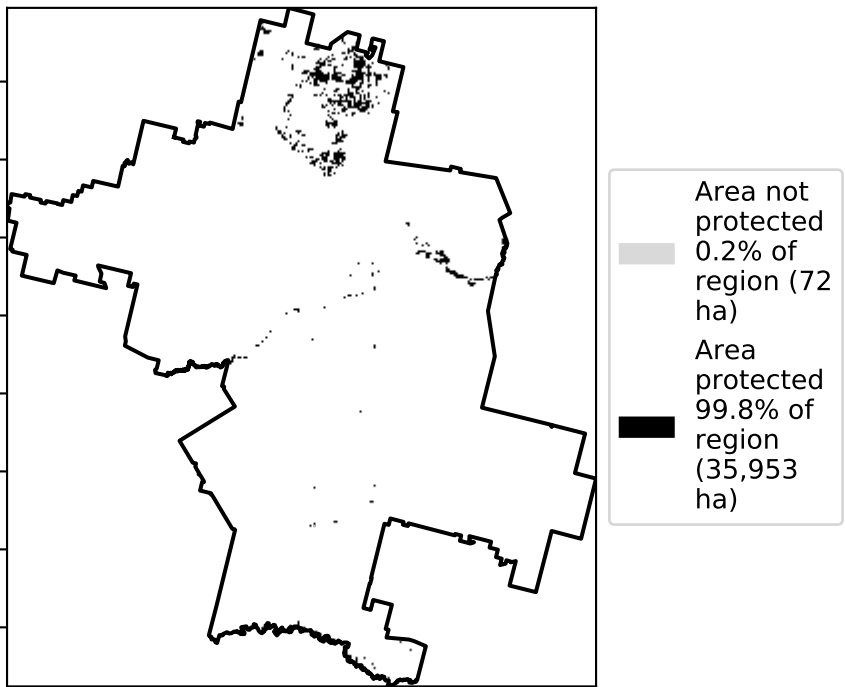 Area not
protected
0.2% of
region (72
ha)
Area
protected
99.8% of
region
(35,953
ha)